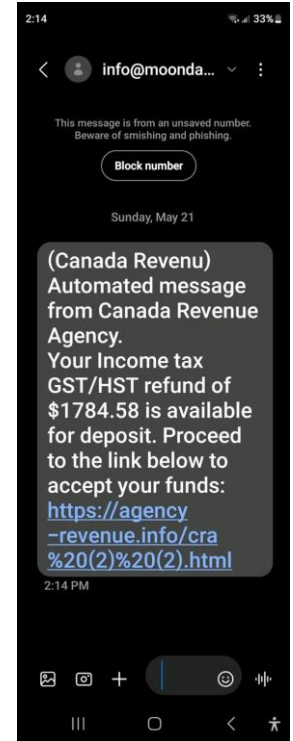 2:14
33%
info@moonda...
This message is from an unsaved number.
Beware of smishing and phishing.
Block number
Sunday, May 21
(Canada Revenu)
Automated message
from Canada Revenue
Agency.
Your Income tax
GST/HST refund of
$1784.58 is available
for deposit. Proceed
to the link below to
accept your funds:
https://agency
–revenue.info/cra
%20(2)%20(2).html
2:14 PM